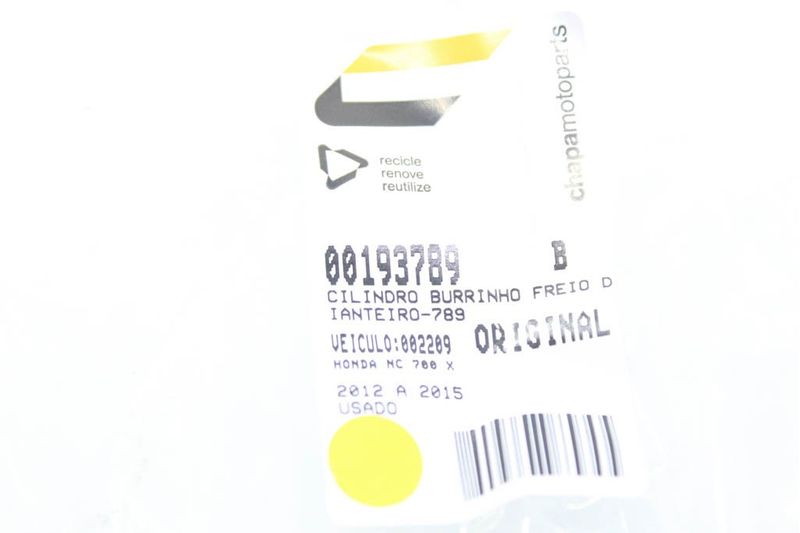 chapamotoparts
recicle
renove
reutilize
00193789 B
CILINDRO BURRINHO FREIO D
IANTEIRO-789
VEICULO:002209 ORIGINAL
HONDA NC 700 X
2012 A 2015
USADO